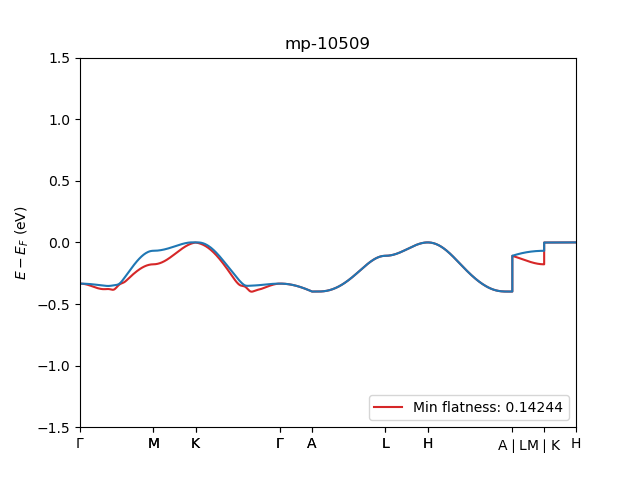 mp-10509
1.5
1.0
0.5
0.0
−0.5
−1.0
−1.5
E − E_F (eV)
Min flatness: 0.14244
Γ M K Γ A L H A | LM | K H